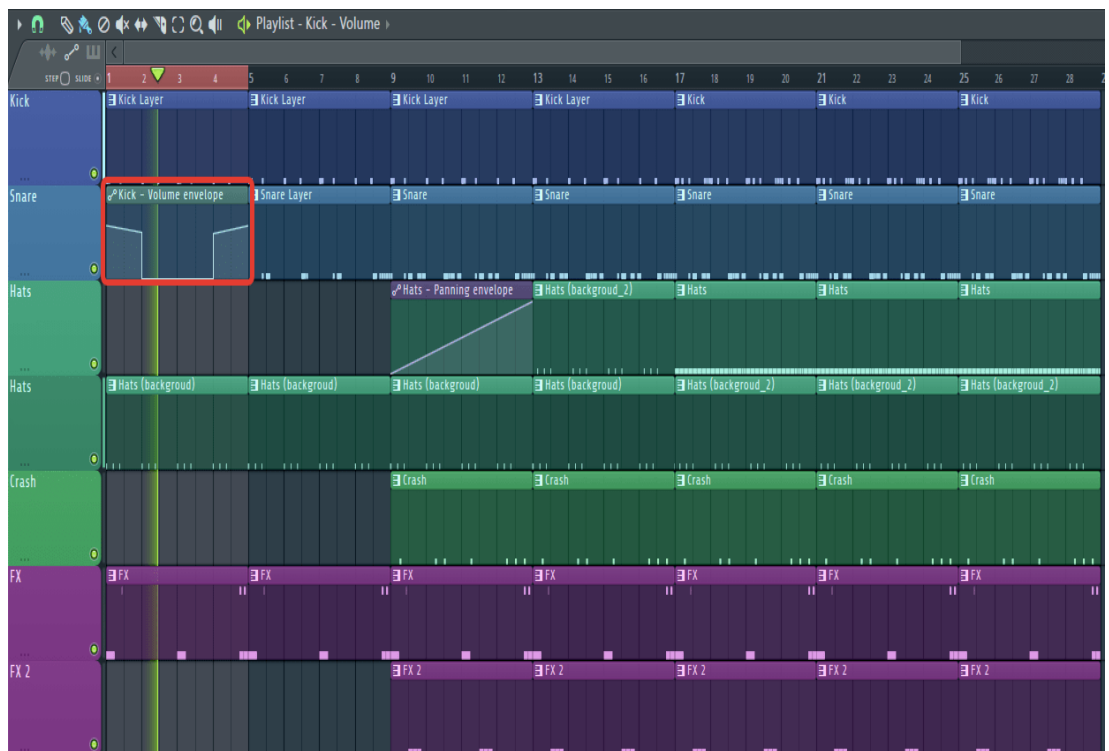 Playlist - Kick - Volume
STEP SLIDE 1 2 3 4 5 6 7 8 9 10 11 12 13 14 15 16 17 18 19 20 21 22 23 24 25 26 27 28
Kick Kick Layer Kick Layer Kick Layer Kick Layer Kick Kick Kick
Snare Kick - Volume envelope Snare Layer Snare Snare Snare Snare Snare
Hats Hats - Panning envelope Hats (backgroud_2) Hats Hats Hats
Hats Hats (backgroud) Hats (backgroud) Hats (backgroud) Hats (backgroud) Hats (backgroud_2) Hats (backgroud_2) Hats (backgroud_2)
Crash Crash Crash Crash Crash Crash
FX FX FX FX FX FX FX FX
FX 2 FX 2 FX 2 FX 2 FX 2 FX 2